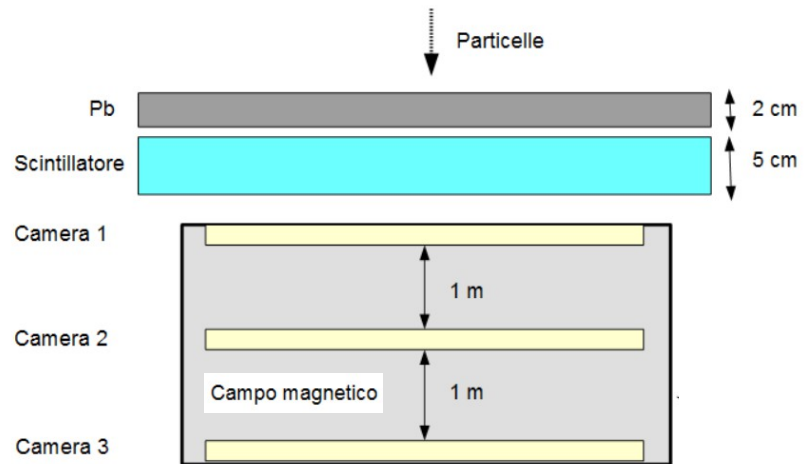 Particelle
Pb
2 cm
Scintillatore
5 cm
Camera 1
1 m
Camera 2
Campo magnetico
1 m
Camera 3